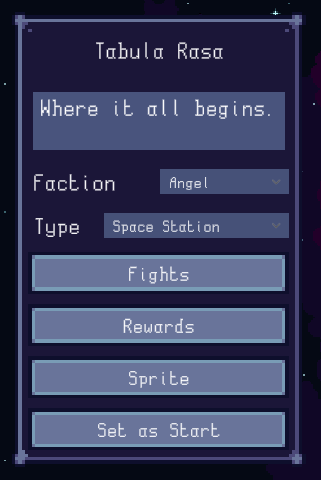 Tabula Rasa
Where it all begins.
Faction Angel
Type Space Station
Fights
Rewards
Sprite
Set as Start